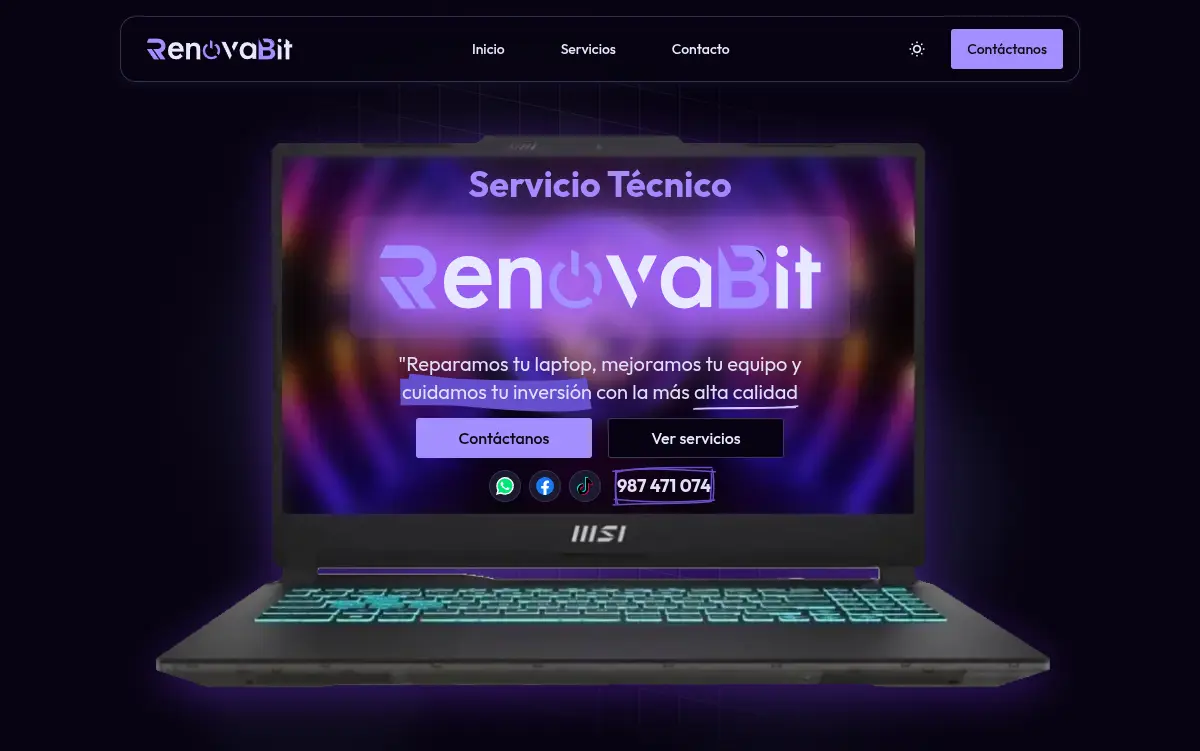 RenovaBit
Inicio
Servicios
Contacto
Contáctanos
Servicio Técnico
RenovaBit
"Reparamos tu laptop, mejoramos tu equipo y
cuidamos tu inversión con la más alta calidad
Contáctanos
Ver servicios
987 471 074
msi